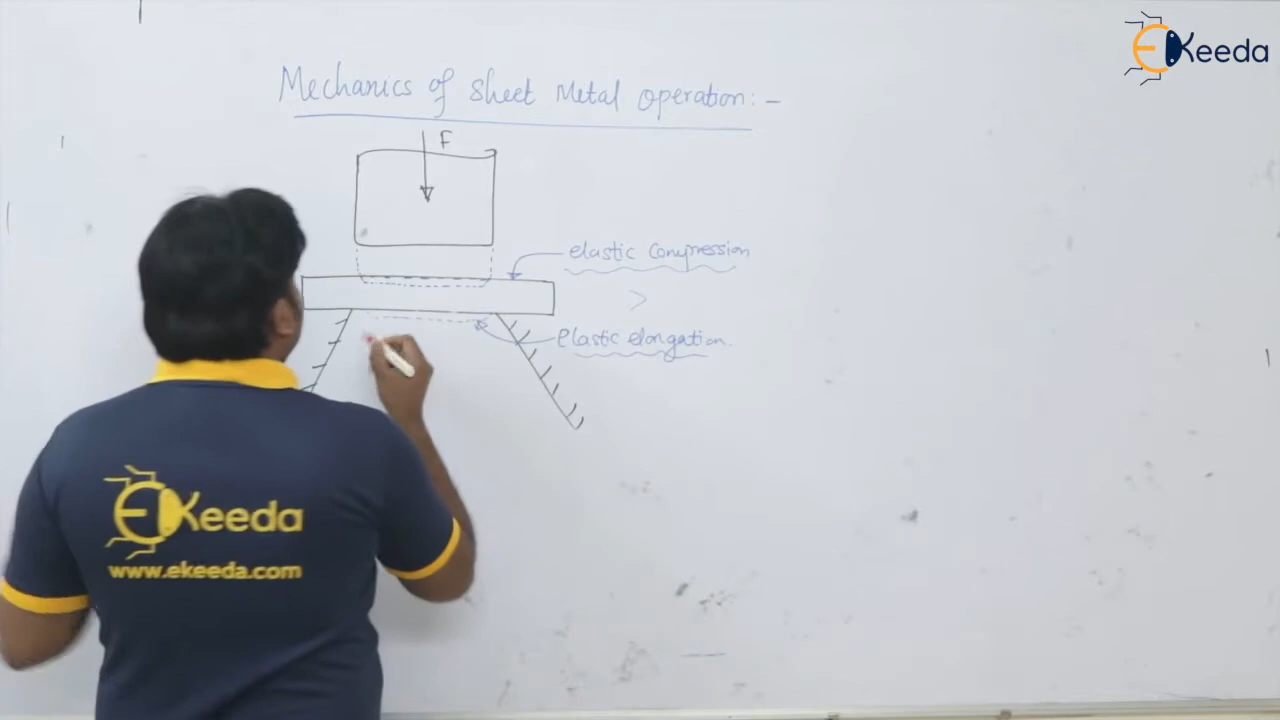 EKeeda
Mechanics of Sheet Metal Operation:-
F
elastic Compression
>
elastic elongation.
EKeeda
www.ekeeda.com